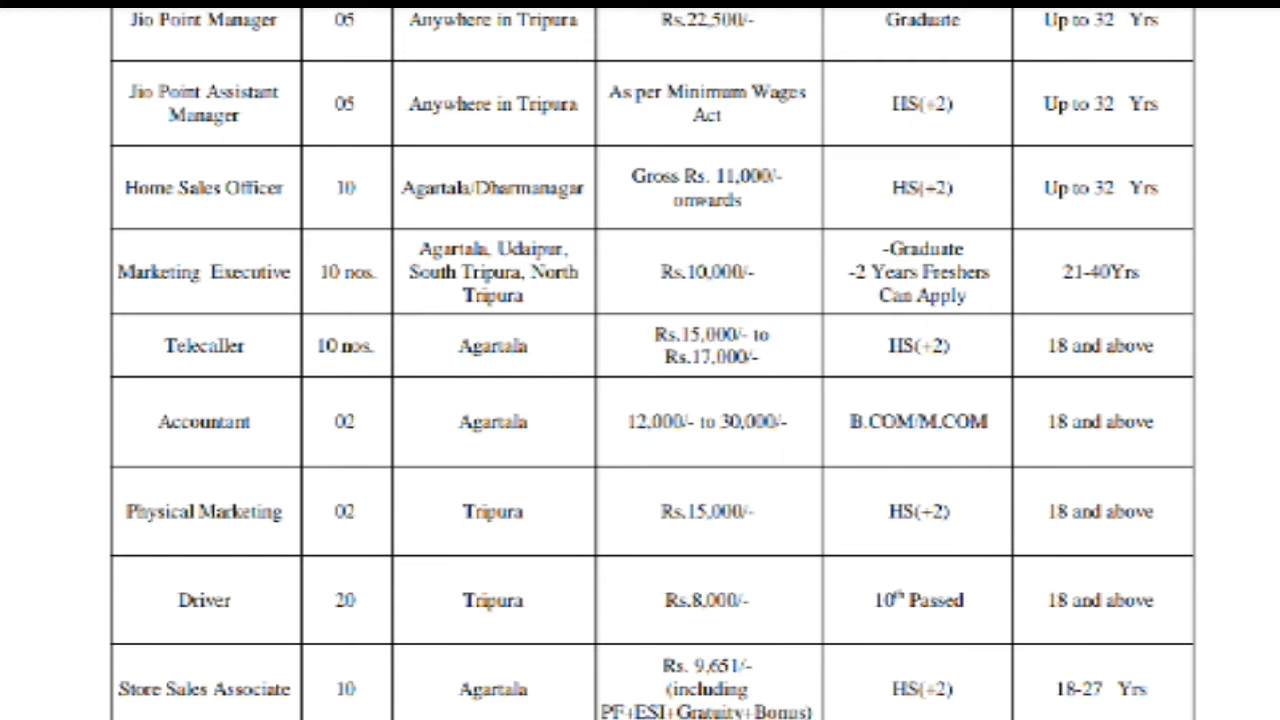 Jio Point Manager 05 Anywhere in Tripura Rs.22,500/- Graduate Up to 32 Yrs
Jio Point Assistant Manager 05 Anywhere in Tripura As per Minimum Wages Act HS(+2) Up to 32 Yrs
Home Sales Officer 10 Agartala/Dharmanagar Gross Rs. 11,000/- onwards HS(+2) Up to 32 Yrs
Marketing Executive 10 nos. Agartala, Udaipur, South Tripura, North Tripura Rs.10,000/- -Graduate -2 Years Freshers Can Apply 21-40Yrs
Telecaller 10 nos. Agartala Rs.15,000/- to Rs.17,000/- HS(+2) 18 and above
Accountant 02 Agartala 12,000/- to 30,000/- B.COM/M.COM 18 and above
Physical Marketing 02 Tripura Rs.15,000/- HS(+2) 18 and above
Driver 20 Tripura Rs.8,000/- 10th Passed 18 and above
Store Sales Associate 10 Agartala Rs. 9,651/- (including PF+ESI+Gratuity+Bonus) HS(+2) 18-27 Yrs